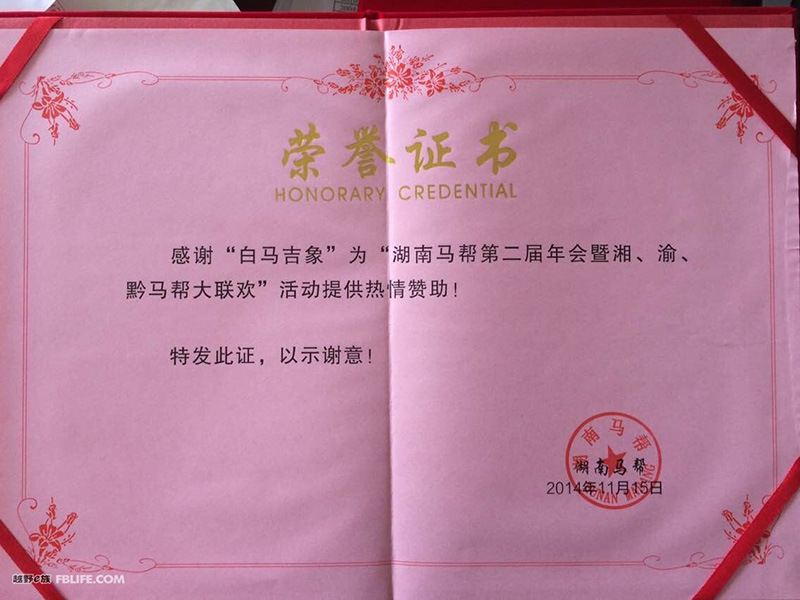 荣誉证书
HONORARY CREDENTIAL
感谢“白马吉象”为“湖南马帮第二届年会暨湘、渝、
黔马帮大联欢”活动提供热情赞助！
特发此证，以示谢意！
湖南马帮
湖南马帮
2014年11月15日
越野e族 FBLIFE.COM